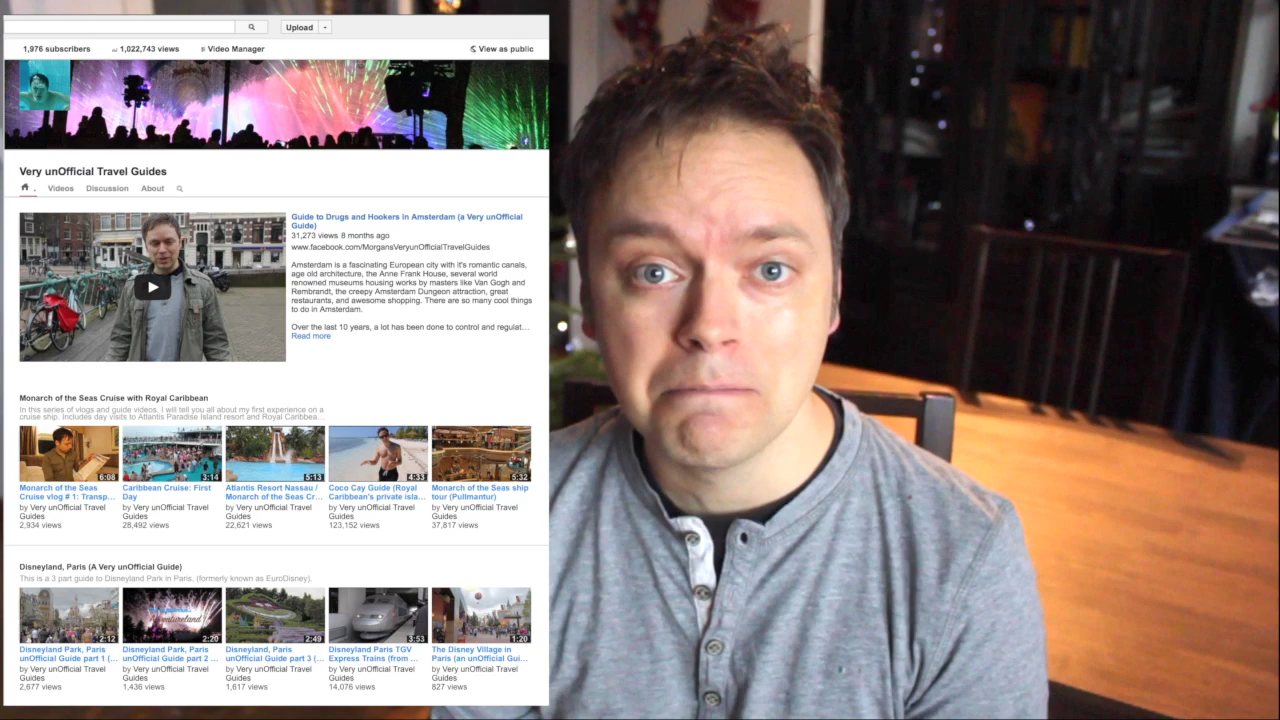 Upload
1,976 subscribers
1,022,743 views
Video Manager
View as public
Very unOfficial Travel Guides
Videos
Discussion
About
Guide to Drugs and Hookers in Amsterdam (a Very unOfficial
Guide)
31,273 views 8 months ago
www.facebook.com/MorgansVeryunOfficialTravelGuides
Amsterdam is a fascinating European city with it's romantic canals,
age old architecture, the Anne Frank House, several world
renowned museums housing works by masters like Van Gogh and
Rembrandt, the creepy Amsterdam Dungeon attraction, great
restaurants, and awesome shopping. There are so many cool things
to do in Amsterdam.
Over the last 10 years, a lot has been done to control and regulat...
Read more
Monarch of the Seas Cruise with Royal Caribbean
In this series of vlogs and guide videos, I will tell you all about my first experience on a
cruise ship. Includes day visits to Atlantis Paradise Island resort and Royal Caribbea...
6:08
Monarch of the Seas
Cruise vlog # 1: Transp...
by Very unOfficial Travel
Guides
2,934 views
3:14
Caribbean Cruise: First
Day
by Very unOfficial Travel
Guides
28,492 views
5:13
Atlantis Resort Nassau /
Monarch of the Seas Cr...
by Very unOfficial Travel
Guides
22,621 views
4:33
Coco Cay Guide (Royal
Caribbean's private isla...
by Very unOfficial Travel
Guides
123,152 views
5:32
Monarch of the Seas ship
tour (Pullmantur)
by Very unOfficial Travel
Guides
37,817 views
Disneyland, Paris (A Very unOfficial Guide)
This is a 3 part guide to Disneyland Park in Paris, (formerly known as EuroDisney).
2:12
Disneyland Park, Paris
unOfficial Guide part 1 (...
by Very unOfficial Travel
Guides
2,677 views
Adventureland
2:20
Disneyland Park, Paris
unOfficial Guide part 2 ...
by Very unOfficial Travel
Guides
1,436 views
2:49
Disneyland, Paris
unOfficial Guide part 3 (...
by Very unOfficial Travel
Guides
1,617 views
3:53
Disneyland Paris TGV
Express Trains (from ...
by Very unOfficial Travel
Guides
14,076 views
1:20
The Disney Village in
Paris (an unOfficial Gui...
by Very unOfficial Travel
Guides
827 views